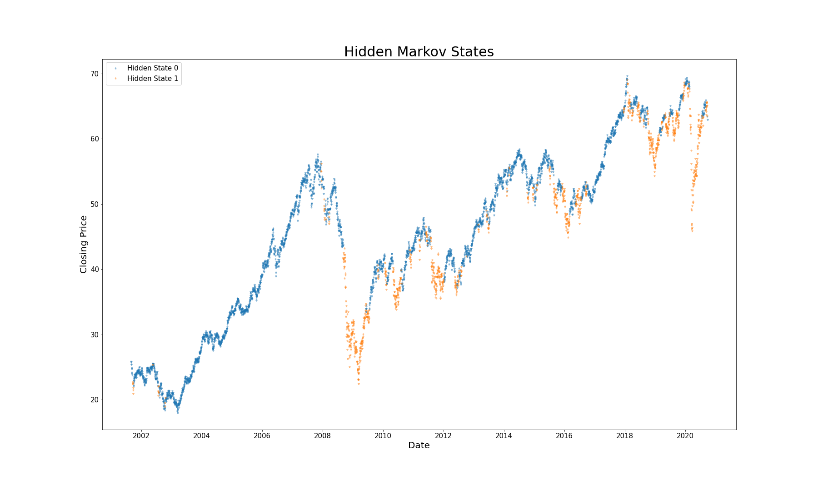 Hidden Markov States
Hidden State 0
Hidden State 1
Closing Price
70
60
50
40
30
20
2002 2004 2006 2008 2010 2012 2014 2016 2018 2020
Date